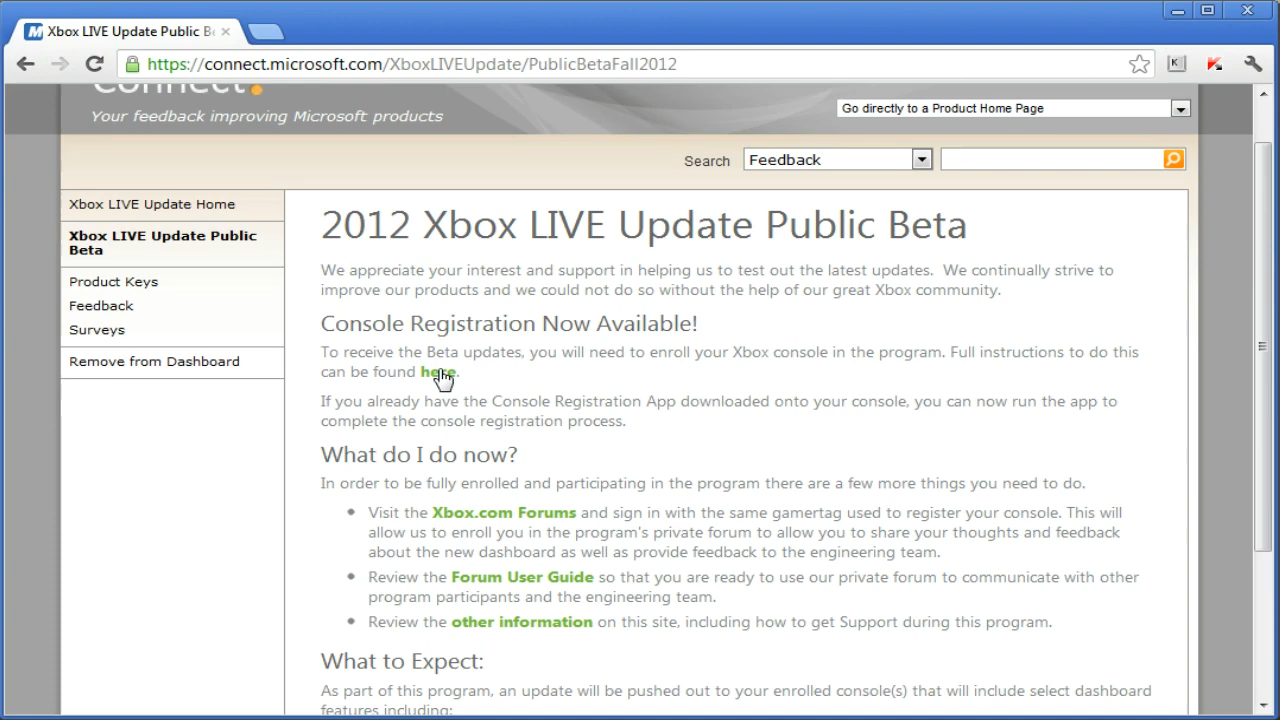 Xbox LIVE Update Public Be
https://connect.microsoft.com/XboxLIVEUpdate/PublicBetaFall2012
Connect
Your feedback improving Microsoft products
Go directly to a Product Home Page
Search
Feedback
Xbox LIVE Update Home
Xbox LIVE Update Public
Beta
Product Keys
Feedback
Surveys
Remove from Dashboard
2012 Xbox LIVE Update Public Beta
We appreciate your interest and support in helping us to test out the latest updates. We continually strive to
improve our products and we could not do so without the help of our great Xbox community.
Console Registration Now Available!
To receive the Beta updates, you will need to enroll your Xbox console in the program. Full instructions to do this
can be found here.
If you already have the Console Registration App downloaded onto your console, you can now run the app to
complete the console registration process.
What do I do now?
In order to be fully enrolled and participating in the program there are a few more things you need to do.
Visit the Xbox.com Forums and sign in with the same gamertag used to register your console. This will
allow us to enroll you in the program's private forum to allow you to share your thoughts and feedback
about the new dashboard as well as provide feedback to the engineering team.
Review the Forum User Guide so that you are ready to use our private forum to communicate with other
program participants and the engineering team.
Review the other information on this site, including how to get Support during this program.
What to Expect:
As part of this program, an update will be pushed out to your enrolled console(s) that will include select dashboard
features including: